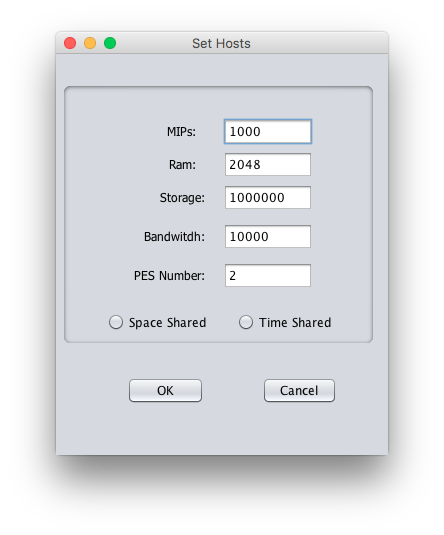 Set Hosts
MIPs: 1000
Ram: 2048
Storage: 1000000
Bandwitdh: 10000
PES Number: 2
Space Shared Time Shared
OK Cancel